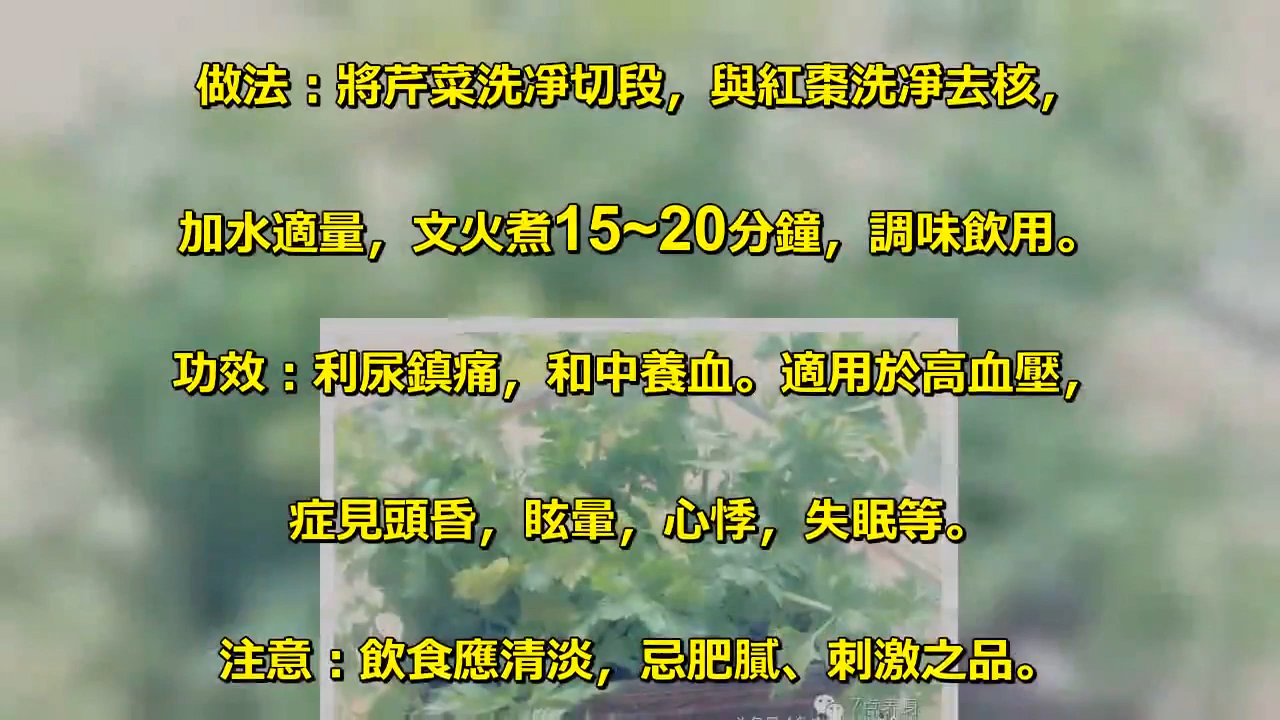 做法：將芹菜洗凈切段，與紅棗洗凈去核，
加水適量，文火煮15~20分鐘，調味飲用。
功效：利尿鎮痛，和中養血。適用於高血壓，
症見頭昏，眩暈，心悸，失眠等。
注意：飲食應清淡，忌肥膩、刺激之品。